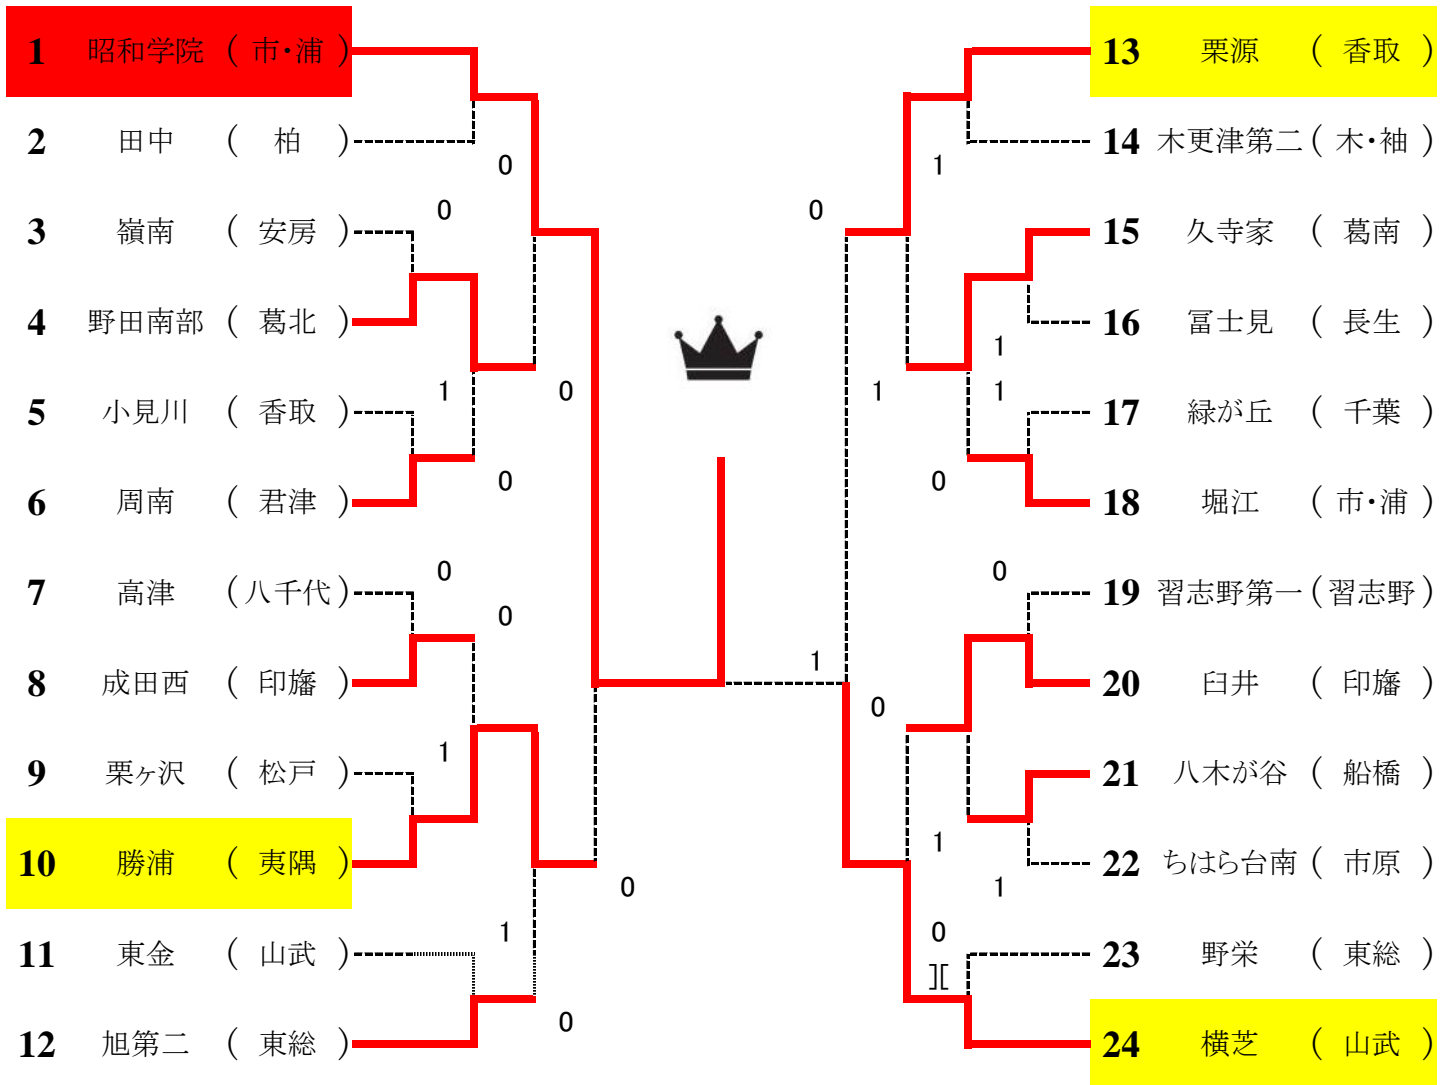 1 昭和学院 ( 市・浦 )
2 田中 ( 柏 )
0
0
3 嶺南 ( 安房 )
4 野田南部 ( 葛北 )
1
0
5 小見川 ( 香取 )
0
6 周南 ( 君津 )
0
7 高津 (八千代)
0
8 成田西 ( 印旛 )
1
9 栗ヶ沢 ( 松戸 )
10 勝浦 ( 夷隅 )
0
1
11 東金 ( 山武 )
0
12 旭第二 ( 東総 )
1
13 栗源 ( 香取 )
14 木更津第二 ( 木・袖 )
1
0
15 久寺家 ( 葛南 )
16 冨士見 ( 長生 )
1
1
1
17 緑が丘 ( 千葉 )
0
18 堀江 ( 市・浦 )
0
19 習志野第一 (習志野)
20 臼井 ( 印旛 )
0
21 八木が谷 ( 船橋 )
1
22 ちはら台南 ( 市原 )
1
0
][
23 野栄 ( 東総 )
24 横芝 ( 山武 )